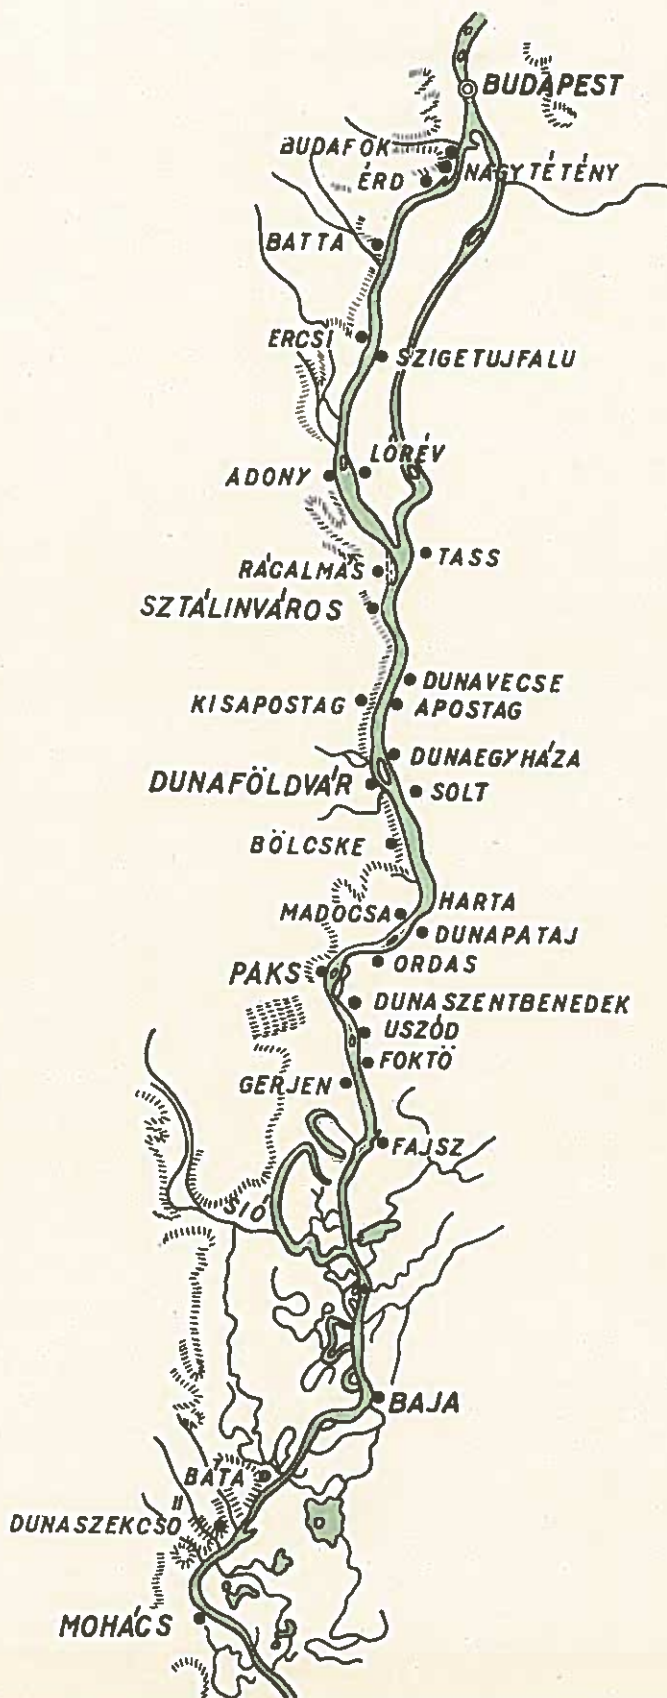 BUDAPEST
BUDAFOK
NAGYTÉTÉNY
ÉRD
BATTA
ERCSI
SZIGETUJFALU
LÓRÉV
ADONY
TASS
RÁCALMÁS
SZTÁLINVÁROS
DUNAVECSE
KISAPOSTAG
APOSTAG
DUNAEGYHÁZA
DUNAFÖLDVÁR
SOLT
BÖLCSKE
HARTA
MADOCSA
DUNAPATAJ
ORDAS
PAKS
DUNASZENTBENEDEK
USZÓD
FOKTÖ
GERJEN
FAJSZ
SIÓ
BAJA
BÁTA
DUNASZEKCSŐ
MOHÁCS